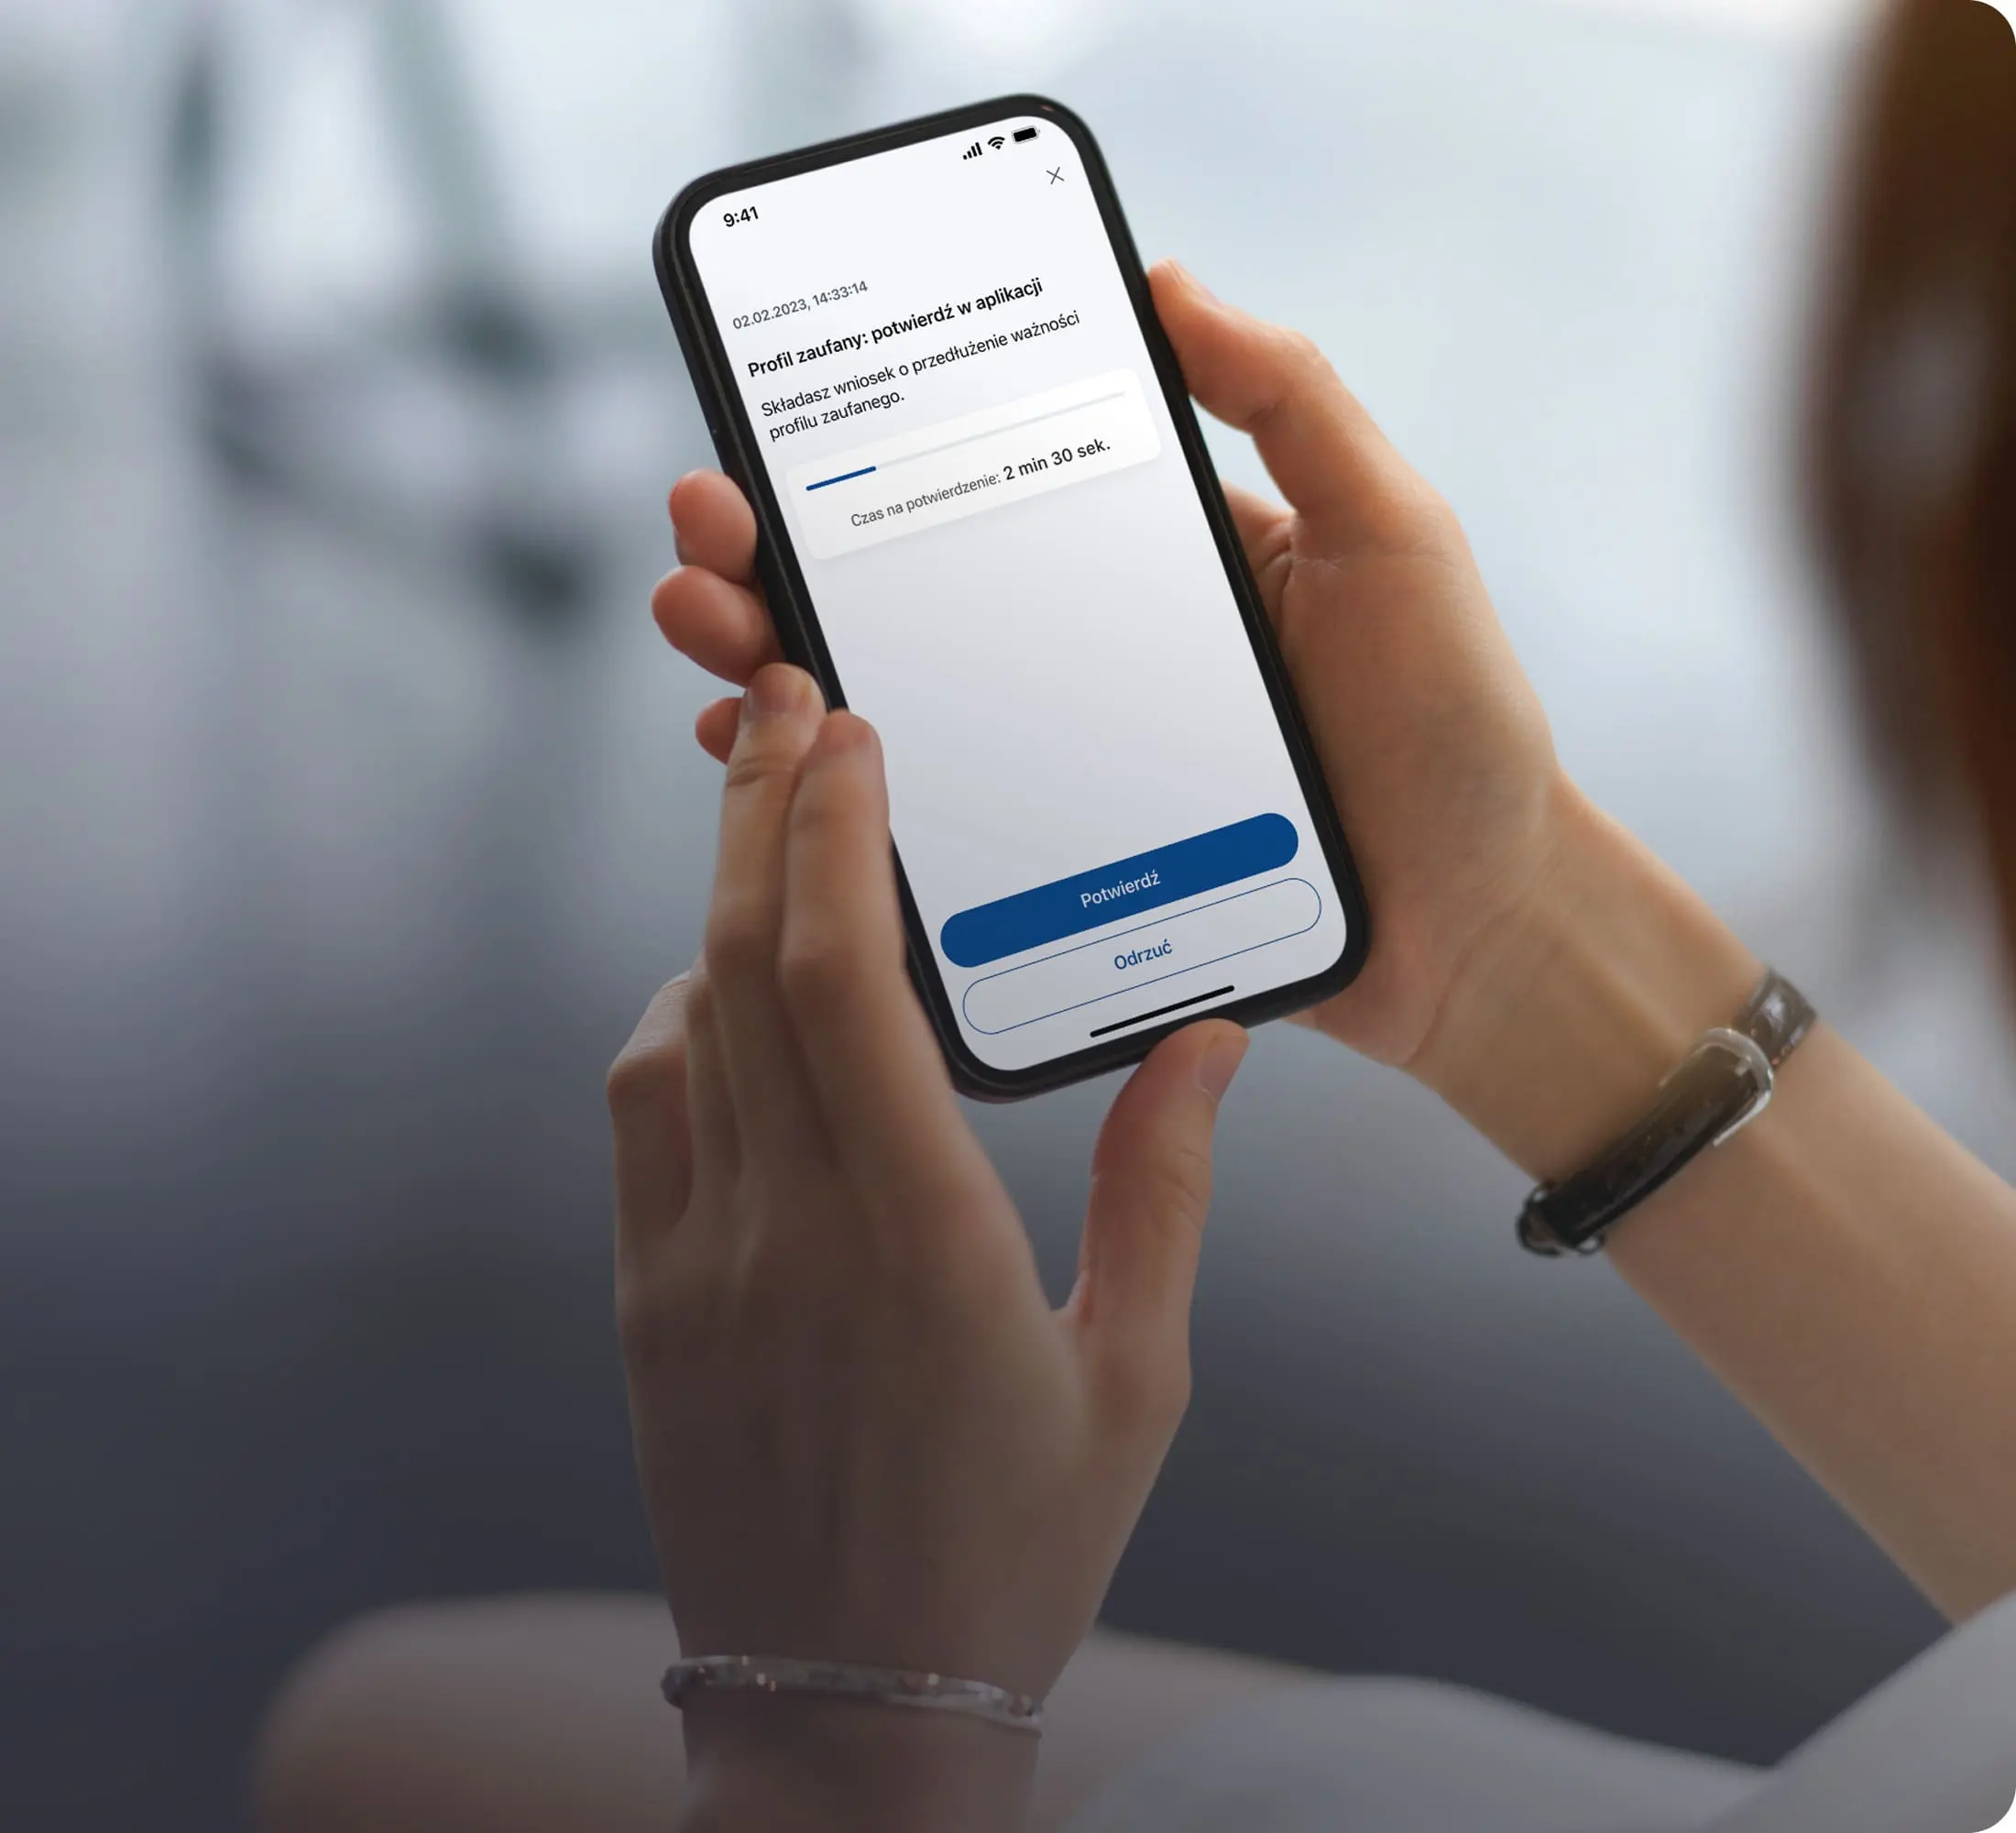 9:41
02.02.2023, 14:33:14
Profil zaufany: potwierdź w aplikacji
Składasz wniosek o przedłużenie ważności
profilu zaufanego.
Czas na potwierdzenie: 2 min 30 sek.
Potwierdź
Odrzuć